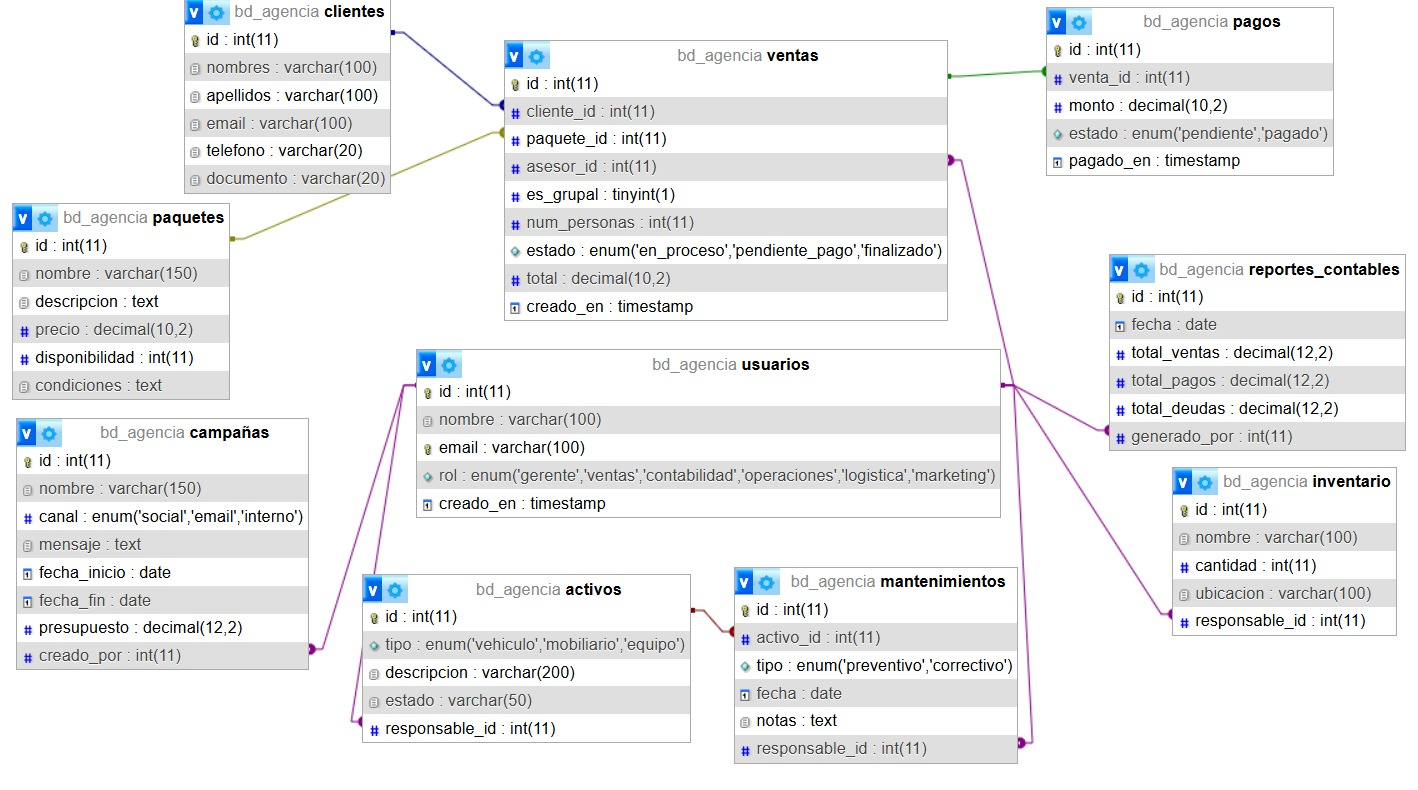 bd_agencia clientes
id : int(11)
nombres : varchar(100)
apellidos : varchar(100)
email : varchar(100)
telefono : varchar(20)
documento : varchar(20)
bd_agencia ventas
id : int(11)
cliente_id : int(11)
paquete_id : int(11)
asesor_id : int(11)
es_grupal : tinyint(1)
num_personas : int(11)
estado : enum('en_proceso','pendiente_pago','finalizado')
total : decimal(10,2)
creado_en : timestamp
bd_agencia pagos
id : int(11)
venta_id : int(11)
monto : decimal(10,2)
estado : enum('pendiente','pagado')
pagado_en : timestamp
bd_agencia paquetes
id : int(11)
nombre : varchar(150)
descripcion : text
precio : decimal(10,2)
disponibilidad : int(11)
condiciones : text
bd_agencia reportes_contables
id : int(11)
fecha : date
total_ventas : decimal(12,2)
total_pagos : decimal(12,2)
total_deudas : decimal(12,2)
generado_por : int(11)
bd_agencia usuarios
id : int(11)
nombre : varchar(100)
email : varchar(100)
rol : enum('gerente','ventas','contabilidad','operaciones','logistica','marketing')
creado_en : timestamp
bd_agencia campañas
id : int(11)
nombre : varchar(150)
canal : enum('social','email','interno')
mensaje : text
fecha_inicio : date
fecha_fin : date
presupuesto : decimal(12,2)
creado_por : int(11)
bd_agencia inventario
id : int(11)
nombre : varchar(100)
cantidad : int(11)
ubicacion : varchar(100)
responsable_id : int(11)
bd_agencia activos
id : int(11)
tipo : enum('vehiculo','mobiliario','equipo')
descripcion : varchar(200)
estado : varchar(50)
responsable_id : int(11)
bd_agencia mantenimientos
id : int(11)
activo_id : int(11)
tipo : enum('preventivo','correctivo')
fecha : date
notas : text
responsable_id : int(11)